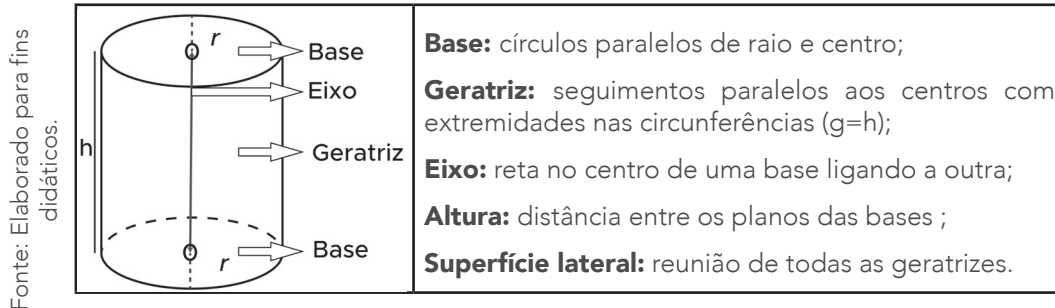 Fonte: Elaborado para fins
didáticos.
r
O
Base
Eixo
h
Geratriz
O
r
Base
Base: círculos paralelos de raio e centro;
Geratriz: seguimentos paralelos aos centros com
extremidades nas circunferências (g=h);
Eixo: reta no centro de uma base ligando a outra;
Altura: distância entre os planos das bases ;
Superfície lateral: reunião de todas as geratrizes.